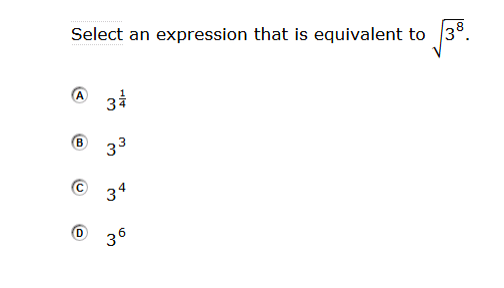 Select an expression that is equivalent to √3⁸.
A 3^(1/4)
B 3³
C 3⁴
D 3⁶